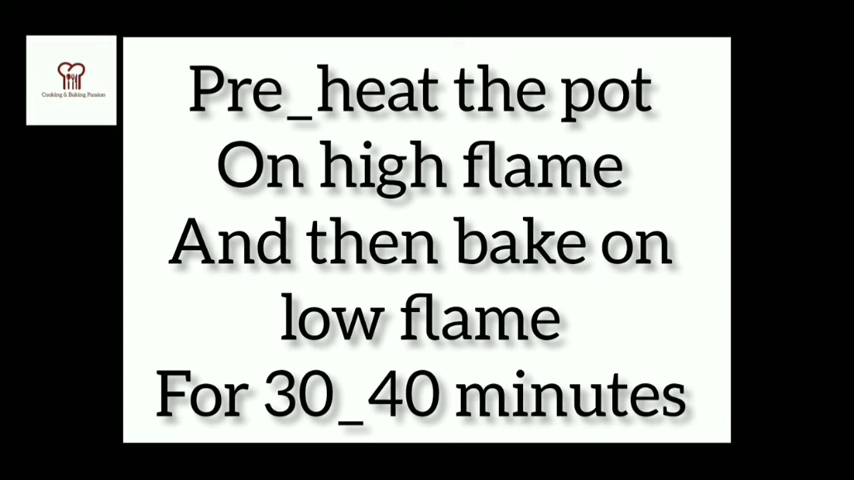 Cooking & Baking Passion
Pre_heat the pot
On high flame
And then bake on
low flame
For 30_40 minutes